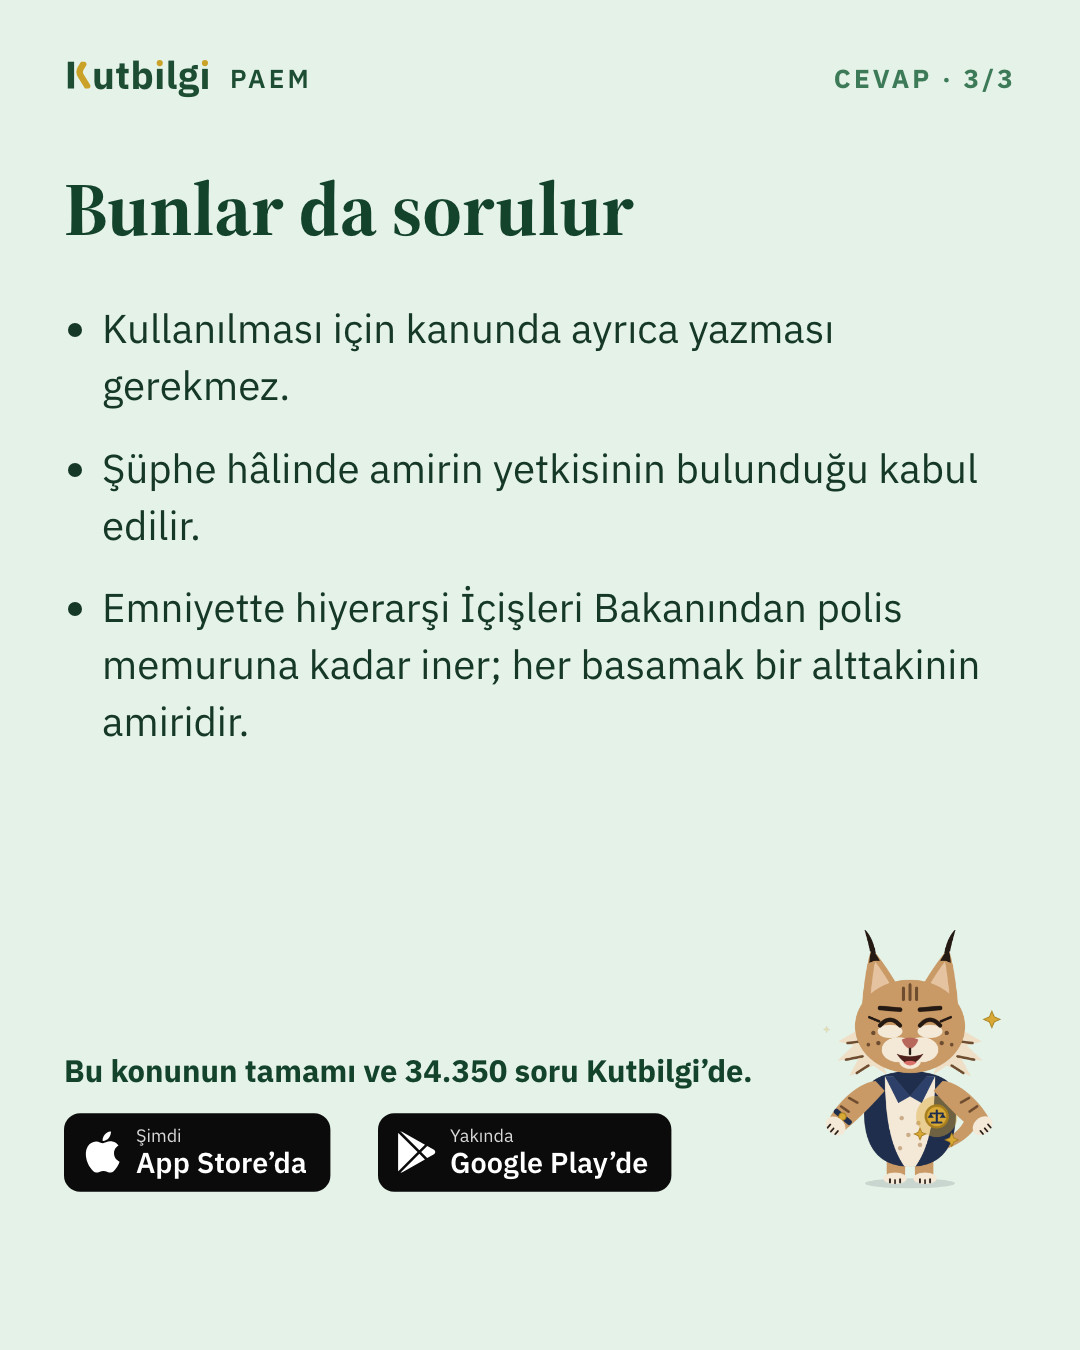 Kutbilgi PAEM
CEVAP · 3/3
Bunlar da sorulur
• Kullanılması için kanunda ayrıca yazması
gerekmez.
• Şüphe hâlinde amirin yetkisinin bulunduğu kabul
edilir.
• Emniyette hiyerarşi İçişleri Bakanından polis
memuruna kadar iner; her basamak bir alttakinin
amiridir.
Bu konunun tamamı ve 34.350 soru Kutbilgi’de.
Şimdi
App Store’da
Yakında
Google Play’de